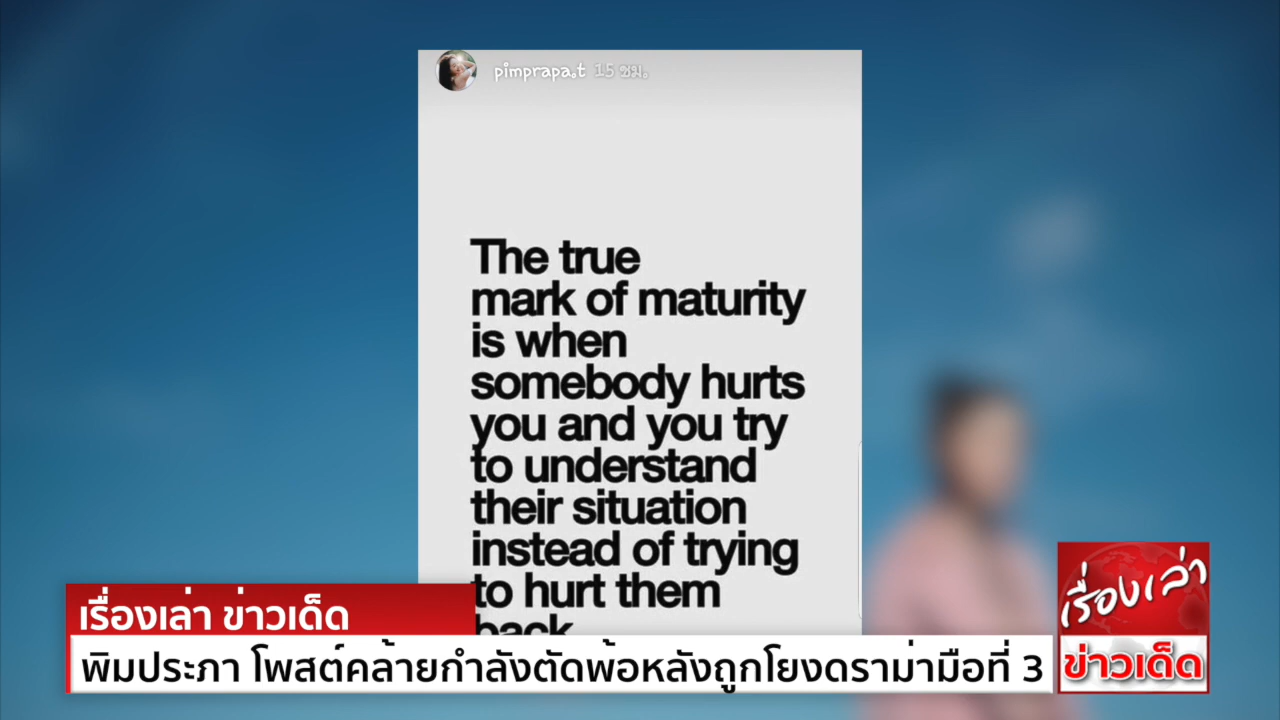 pimprapa.t 15 ชม.
The true
mark of maturity
is when
somebody hurts
you and you try
to understand
their situation
instead of trying
to hurt them
back
เรื่องเล่า ข่าวเด็ด
พิมประภา โพสต์คล้ายกำลังตัดพ้อหลังถูกโยงดราม่ามือที่ 3
เรื่องเล่า
ข่าวเด็ด